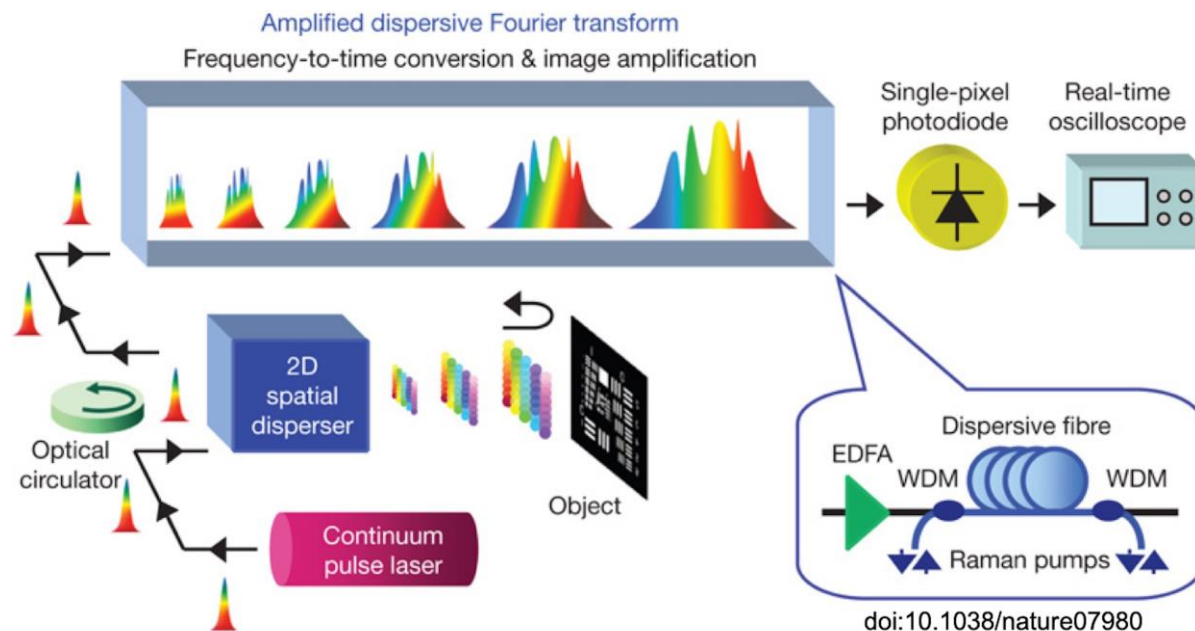 Amplified dispersive Fourier transform
Frequency-to-time conversion & image amplification
Single-pixel
photodiode
Real-time
oscilloscope
2D
spatial
disperser
Optical
circulator
Object
Continuum
pulse laser
Dispersive fibre
EDFA
WDM
WDM
Raman pumps
doi:10.1038/nature07980